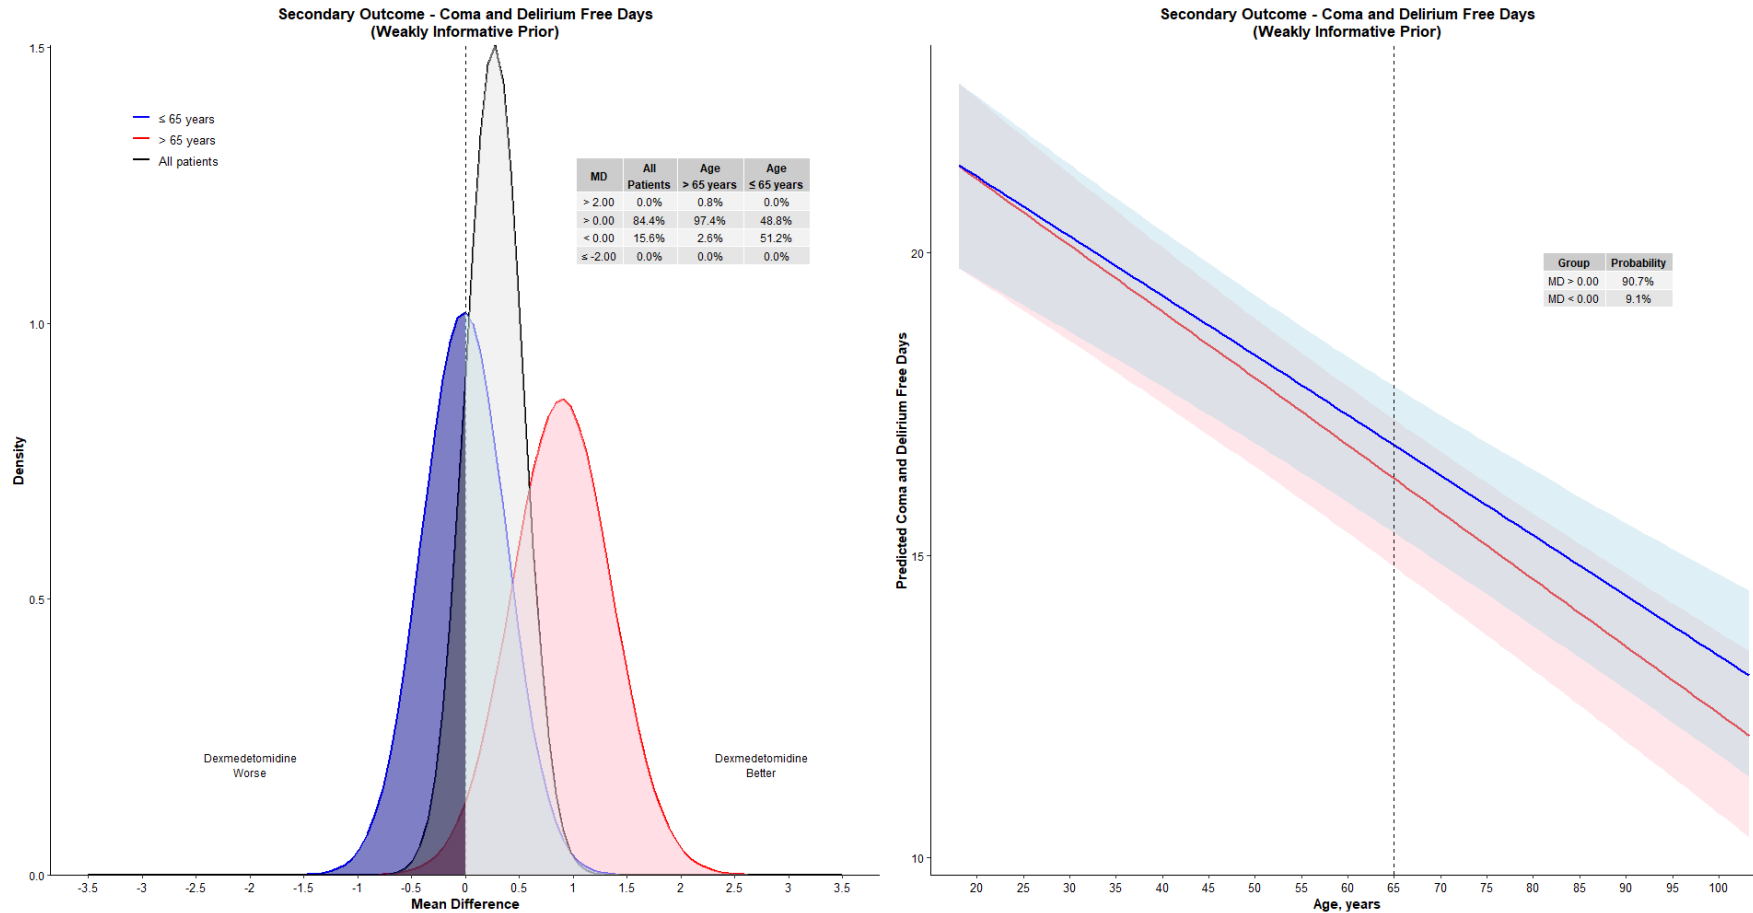 Secondary Outcome - Coma and Delirium Free Days
(Weakly Informative Prior)
1.5
1.0
0.5
0.0
Density
≤ 65 years
> 65 years
All patients
MD All Patients Age > 65 years Age ≤ 65 years
> 2.00 0.0% 0.8% 0.0%
> 0.00 84.4% 97.4% 48.8%
< 0.00 15.6% 2.6% 51.2%
≤ -2.00 0.0% 0.0% 0.0%
Dexmedetomidine
Worse
Dexmedetomidine
Better
-3.5 -3 -2.5 -2 -1.5 -1 -0.5 0 0.5 1 1.5 2 2.5 3 3.5
Mean Difference
Secondary Outcome - Coma and Delirium Free Days
(Weakly Informative Prior)
20
15
10
Predicted Coma and Delirium Free Days
Group Probability
MD > 0.00 90.7%
MD < 0.00 9.1%
20 25 30 35 40 45 50 55 60 65 70 75 80 85 90 95 100
Age, years